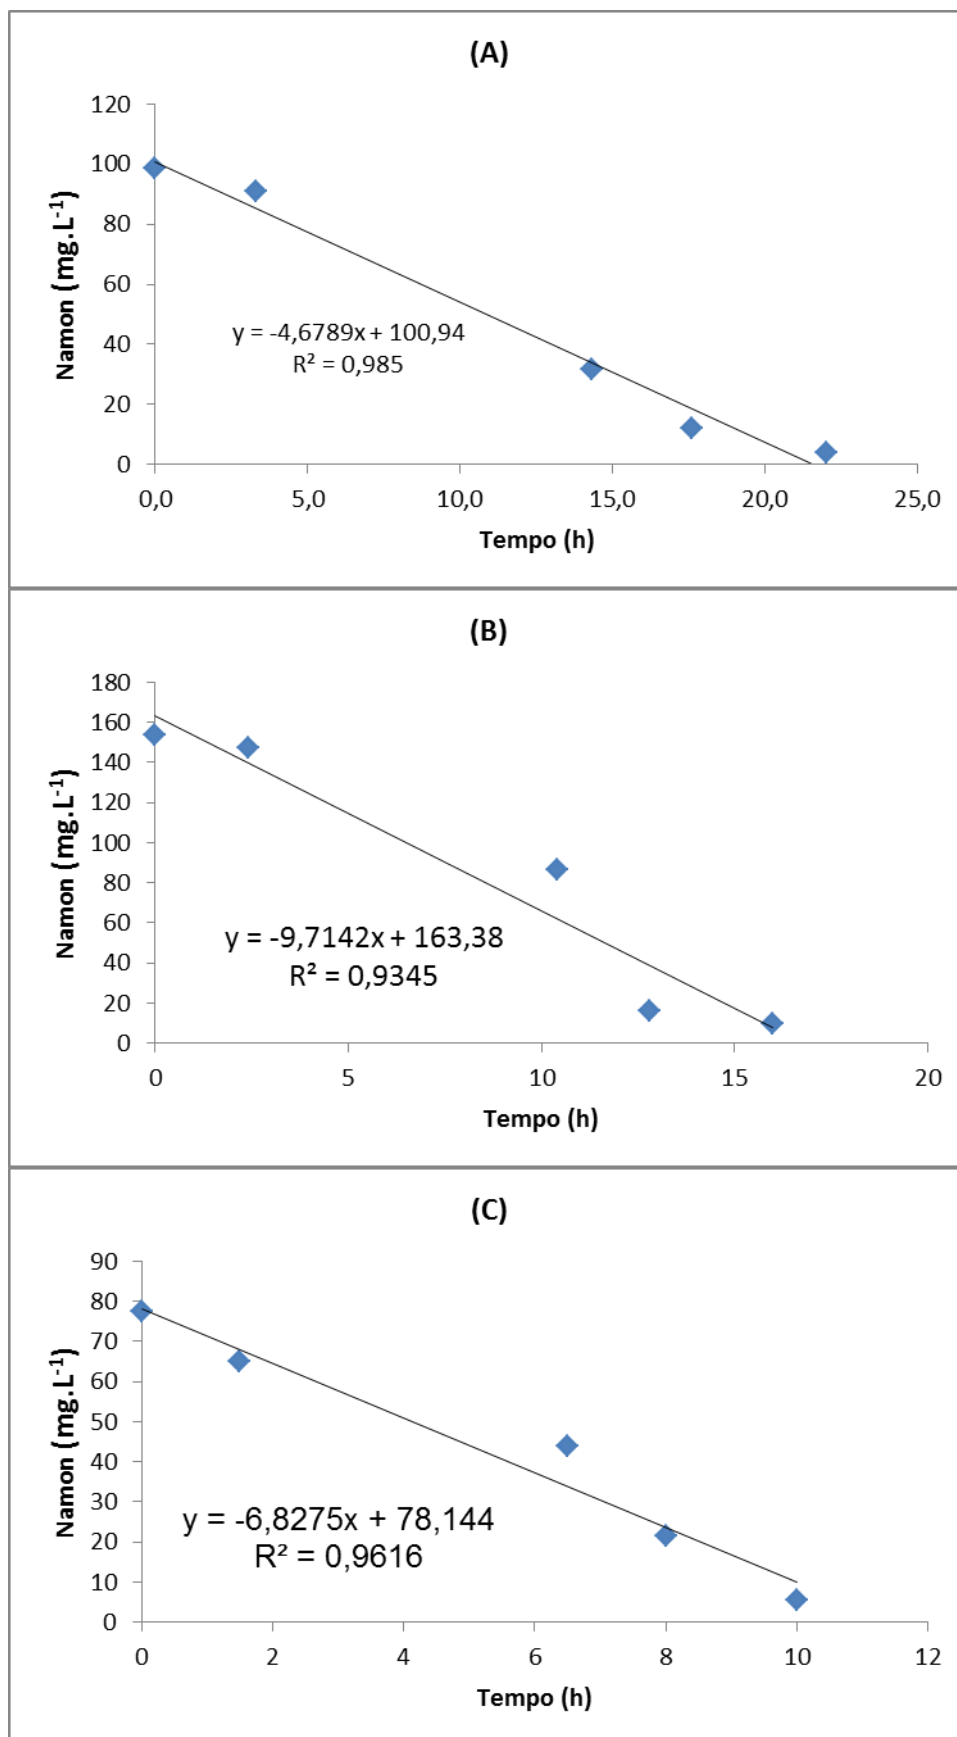 (A)
Namon (mg.L⁻¹)
120
100
80
60
40
20
0
y = -4,6789x + 100,94
R² = 0,985
0,0 5,0 10,0 15,0 20,0 25,0
Tempo (h)
(B)
Namon (mg.L⁻¹)
180
160
140
120
100
80
60
40
20
0
y = -9,7142x + 163,38
R² = 0,9345
0 5 10 15 20
Tempo (h)
(C)
Namon (mg.L⁻¹)
90
80
70
60
50
40
30
20
10
0
y = -6,8275x + 78,144
R² = 0,9616
0 2 4 6 8 10 12
Tempo (h)